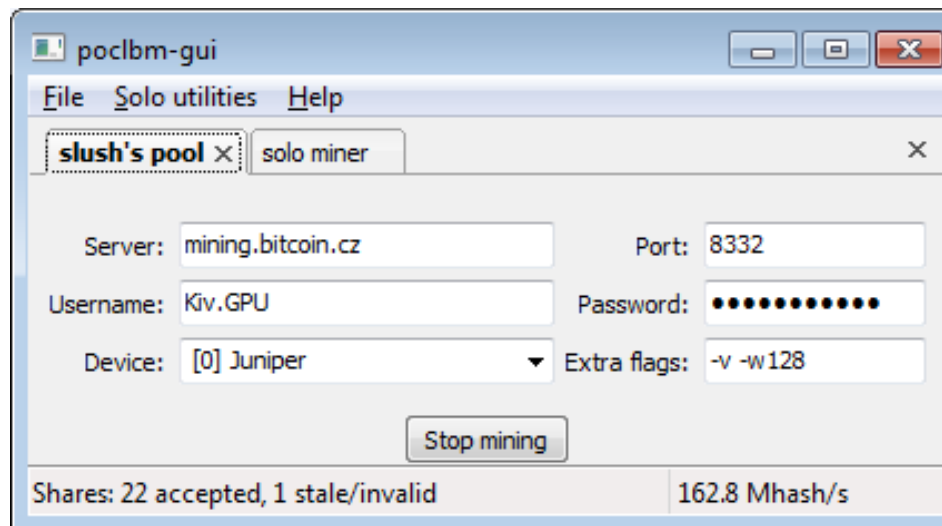 poclbm-gui
File Solo utilities Help
slush's pool solo miner
Server: mining.bitcoin.cz Port: 8332
Username: Kiv.GPU Password: ●●●●●●●●●●●
Device: [0] Juniper Extra flags: -v -w128
Stop mining
Shares: 22 accepted, 1 stale/invalid 162.8 Mhash/s